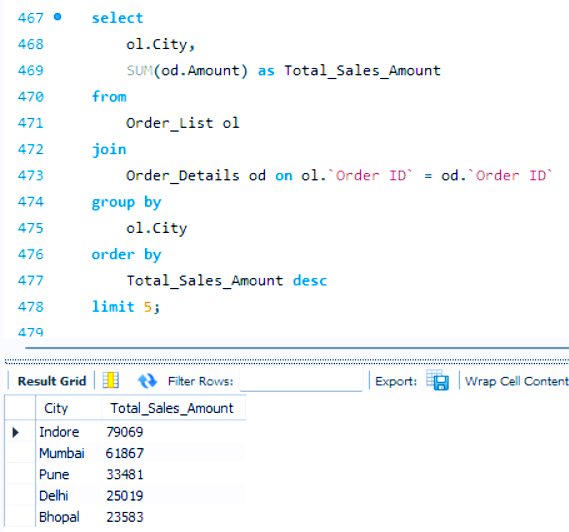 467 select
468 ol.City,
469 SUM(od.Amount) as Total_Sales_Amount
470 from
471 Order_List ol
472 join
473 Order_Details od on ol.`Order ID` = od.`Order ID`
474 group by
475 ol.City
476 order by
477 Total_Sales_Amount desc
478 limit 5;
479
Result Grid Filter Rows: Export: Wrap Cell Content
City Total_Sales_Amount
Indore 79069
Mumbai 61867
Pune 33481
Delhi 25019
Bhopal 23583